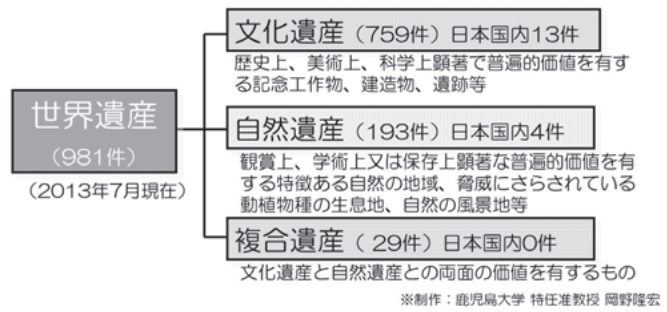 世界遺産
（981件）
（2013年7月現在）
文化遺産（759件）日本国内13件
歴史上、美術上、科学上顕著で普遍的価値を有す
る記念工作物、建造物、遺跡等
自然遺産（193件）日本国内4件
観賞上、学術上又は保存上顕著な普遍的価値を有
する特徴ある自然の地域、脅威にさらされている
動植物種の生息地、自然の風景地等
複合遺産（ 29件）日本国内0件
文化遺産と自然遺産との両面の価値を有するもの
※制作：鹿児島大学 特任准教授 岡野隆宏